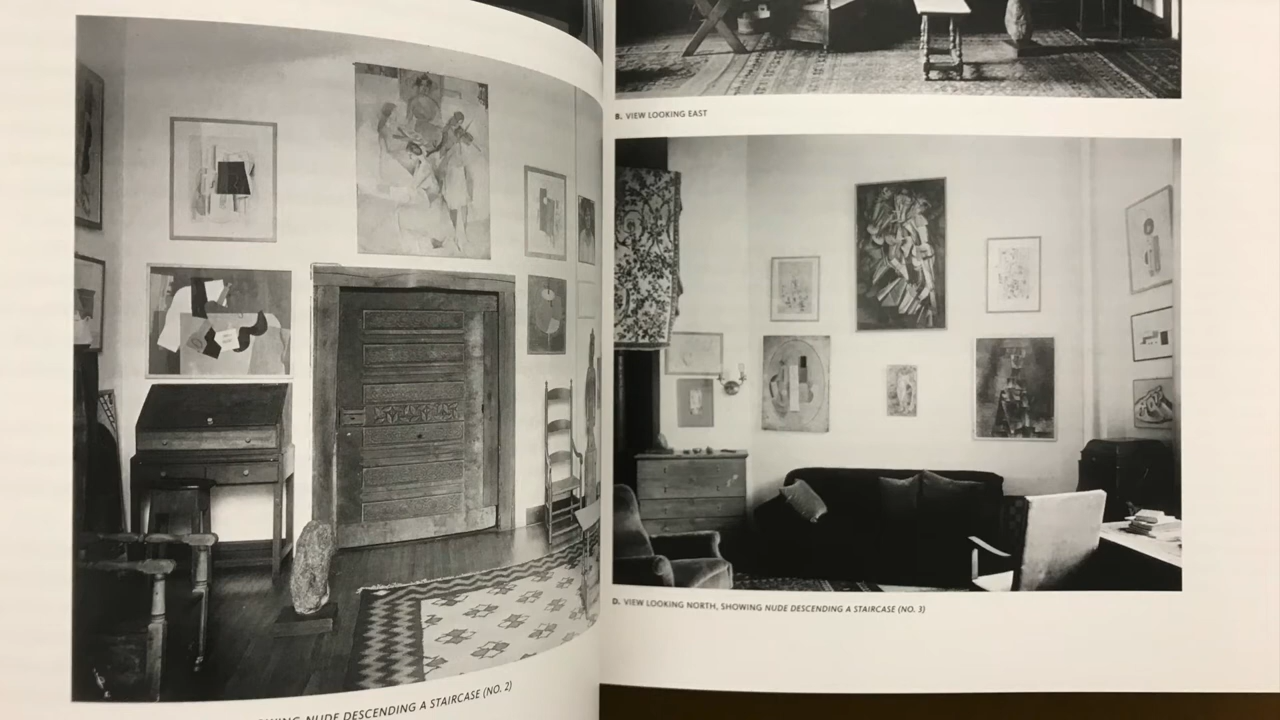 NUDE DESCENDING A STAIRCASE (NO. 2)
B. VIEW LOOKING EAST
D. VIEW LOOKING NORTH, SHOWING NUDE DESCENDING A STAIRCASE (NO. 3)